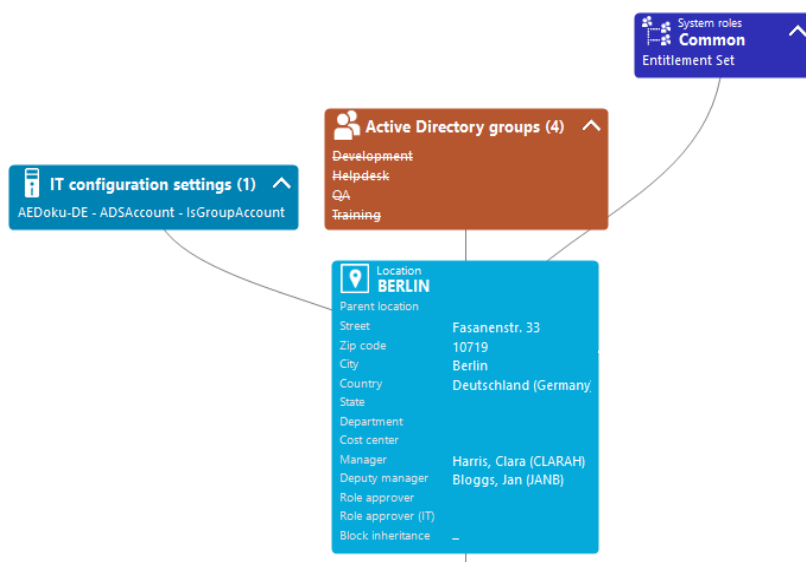 System roles
Common
Entitlement Set
Active Directory groups (4)
Development
Helpdesk
QA
Training
IT configuration settings (1)
AEDoku-DE - ADSAccount - IsGroupAccount
Location
BERLIN
Parent location
Street Fasanenstr. 33
Zip code 10719
City Berlin
Country Deutschland (Germany)
State
Department
Cost center
Manager Harris, Clara (CLARAH)
Deputy manager Bloggs, Jan (JANB)
Role approver
Role approver (IT)
Block inheritance –